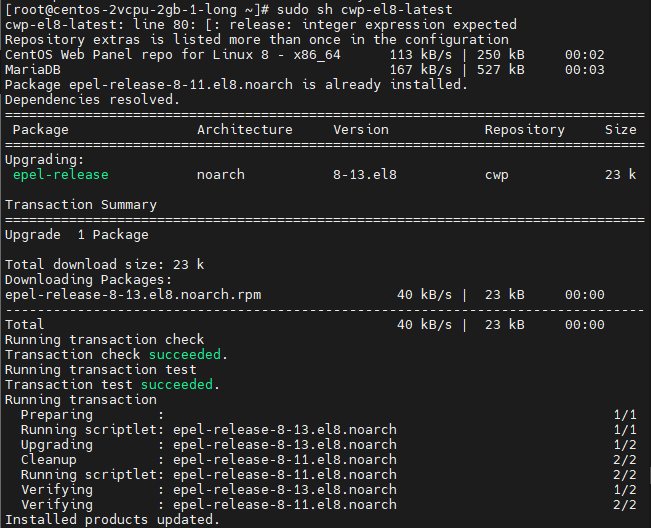 [root@centos-2vcpu-2gb-1-long ~]# sudo sh cwp-el8-latest
cwp-el8-latest: line 80: [: release: integer expression expected
Repository extras is listed more than once in the configuration
CentOS Web Panel repo for Linux 8 - x86_64      113 kB/s | 250 kB     00:02
MariaDB                                         167 kB/s | 527 kB     00:03
Package epel-release-8-11.el8.noarch is already installed.
Dependencies resolved.
================================================================================
 Package                Architecture     Version            Repository     Size
================================================================================
Upgrading:
 epel-release           noarch           8-13.el8           cwp            23 k

Transaction Summary
================================================================================
Upgrade  1 Package

Total download size: 23 k
Downloading Packages:
epel-release-8-13.el8.noarch.rpm                 40 kB/s |  23 kB     00:00
--------------------------------------------------------------------------------
Total                                            40 kB/s |  23 kB     00:00
Running transaction check
Transaction check succeeded.
Running transaction test
Transaction test succeeded.
Running transaction
  Preparing        :                                                        1/1
  Running scriptlet: epel-release-8-13.el8.noarch                           1/1
  Upgrading        : epel-release-8-13.el8.noarch                           1/2
  Cleanup          : epel-release-8-11.el8.noarch                           2/2
  Running scriptlet: epel-release-8-11.el8.noarch                           2/2
  Verifying        : epel-release-8-13.el8.noarch                           1/2
  Verifying        : epel-release-8-11.el8.noarch                           2/2
Installed products updated.